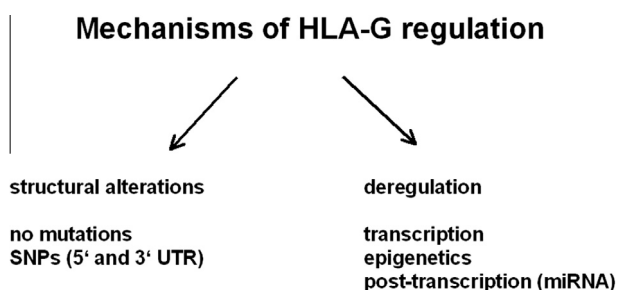 Mechanisms of HLA-G regulation
structural alterations
no mutations
SNPs (5‘ and 3‘ UTR)
deregulation
transcription
epigenetics
post-transcription (miRNA)